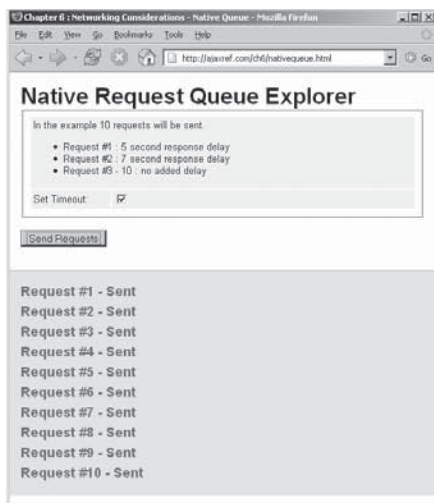 Chapter 6 : Networking Considerations - Native Queue - Mozilla Firefox
File Edit View Go Bookmarks Tools Help
http://ajaxref.com/ch6/nativequeue.html Go
Native Request Queue Explorer
In the example 10 requests will be sent.
• Request #1 : 5 second response delay
• Request #2 : 7 second response delay
• Request #3 - 10 : no added delay
Set Timeout:
Send Requests
Request #1 - Sent
Request #2 - Sent
Request #3 - Sent
Request #4 - Sent
Request #5 - Sent
Request #6 - Sent
Request #7 - Sent
Request #8 - Sent
Request #9 - Sent
Request #10 - Sent